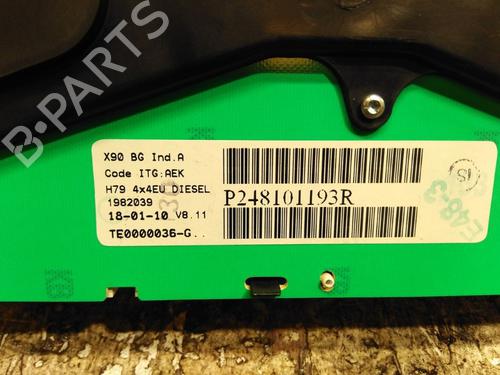 X90 BG Ind.A
Code ITG:AEK
H79 4x4EU DIESEL
1982039
18-01-10 V8.11
TE0000036-G..
P248101193R
(S)
E48-3
B-PARTS